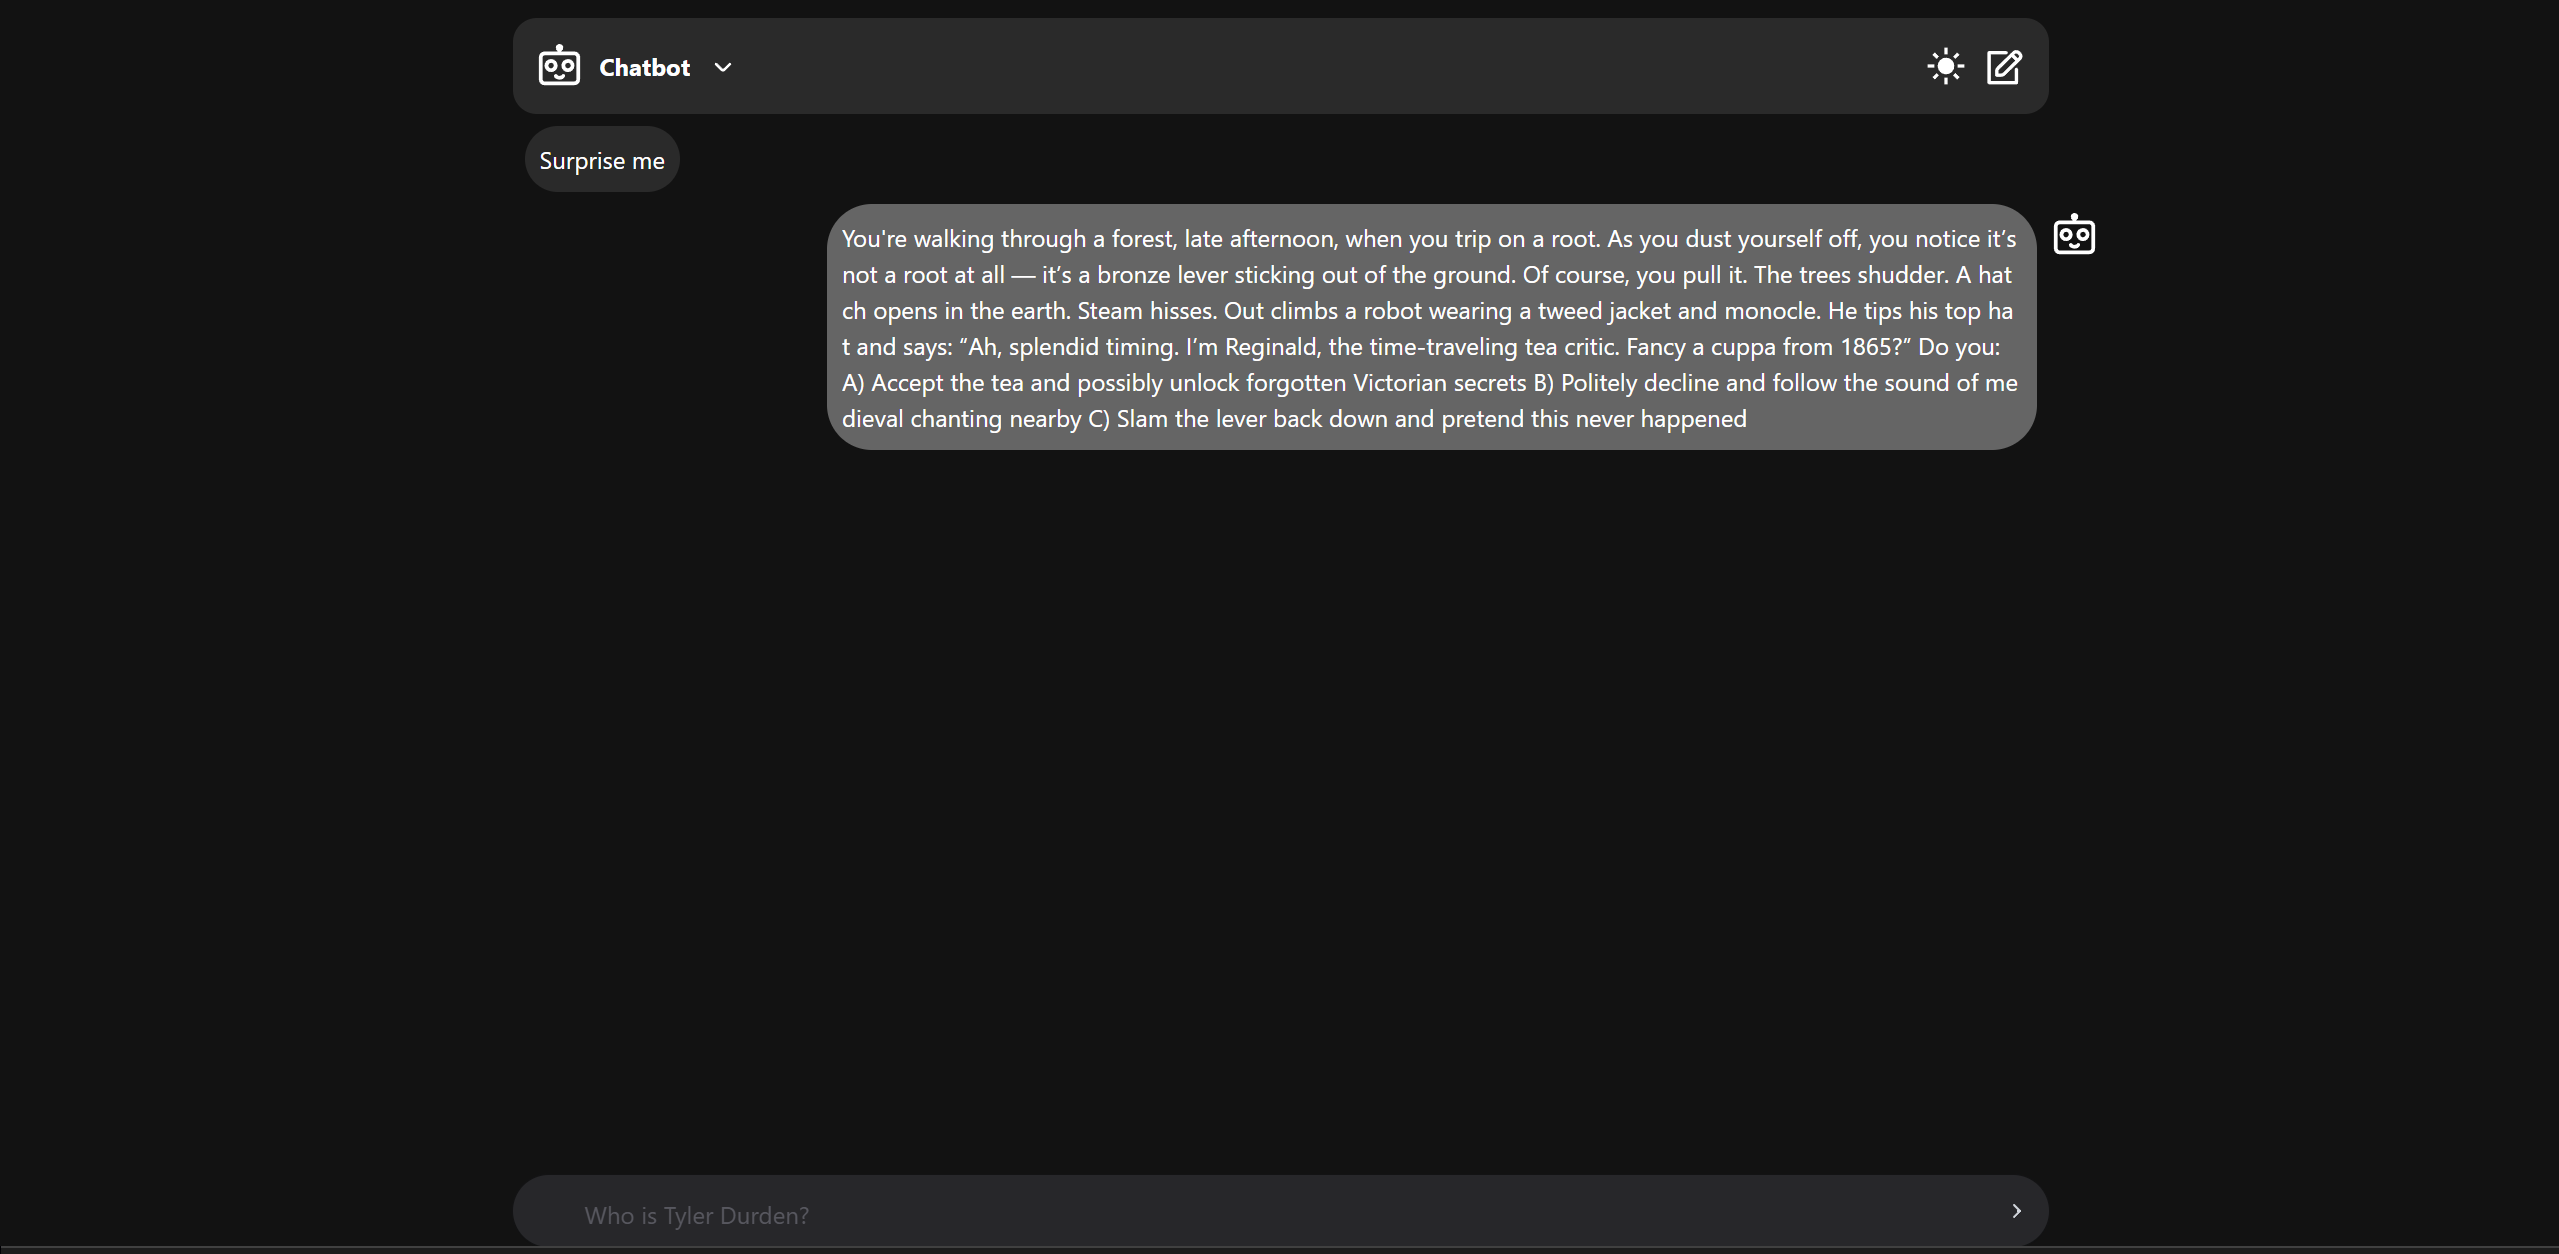 Chatbot
Surprise me
You're walking through a forest, late afternoon, when you trip on a root. As you dust yourself off, you notice it’s
not a root at all — it’s a bronze lever sticking out of the ground. Of course, you pull it. The trees shudder. A hat
ch opens in the earth. Steam hisses. Out climbs a robot wearing a tweed jacket and monocle. He tips his top ha
t and says: “Ah, splendid timing. I’m Reginald, the time-traveling tea critic. Fancy a cuppa from 1865?” Do you:
A) Accept the tea and possibly unlock forgotten Victorian secrets B) Politely decline and follow the sound of me
dieval chanting nearby C) Slam the lever back down and pretend this never happened
Who is Tyler Durden?